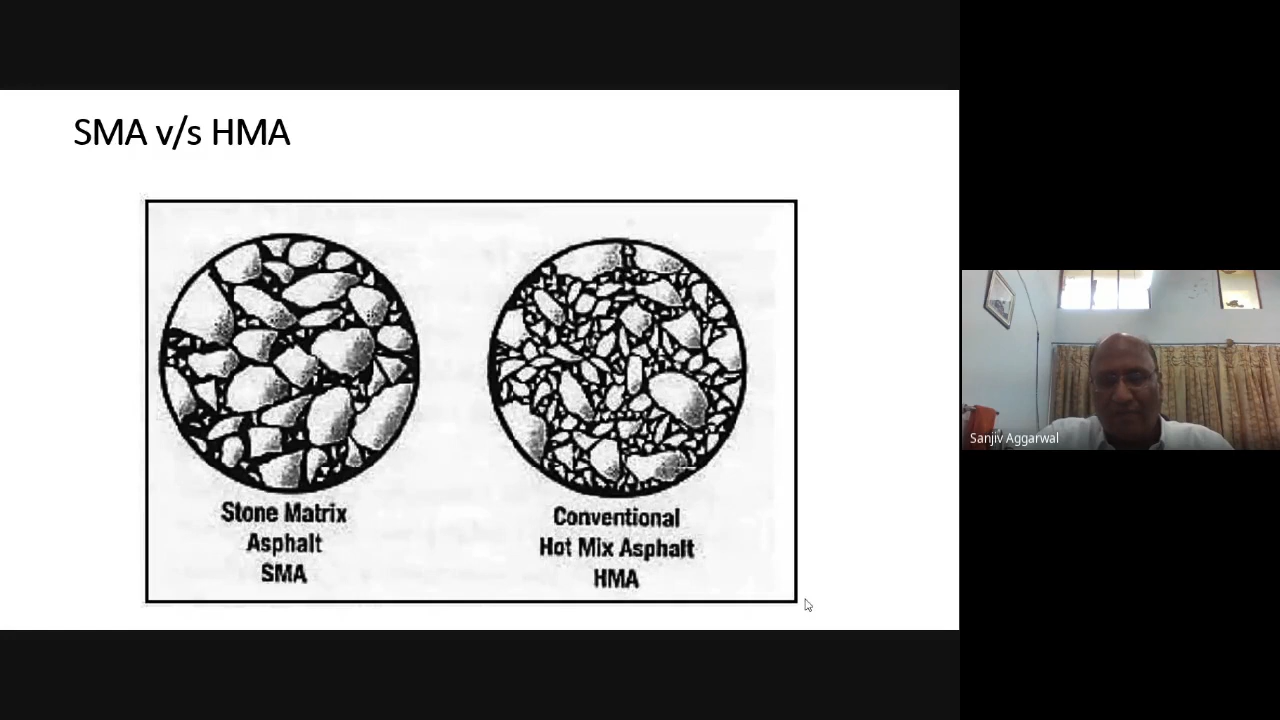 SMA v/s HMA
Stone Matrix
Asphalt
SMA
Conventional
Hot Mix Asphalt
HMA
Sanjiv Aggarwal